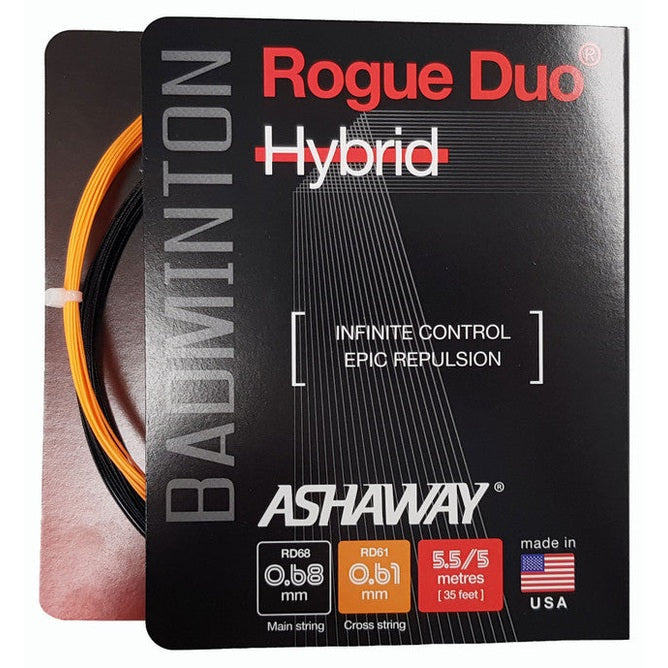 BADMINTON
Rogue Duo®
Hybrid
INFINITE CONTROL
EPIC REPULSION
ASHAWAY®
RD68
0.68
mm
Main string
RD61
0.61
mm
Cross string
5.5/5
metres
[ 35 feet ]
made in
USA